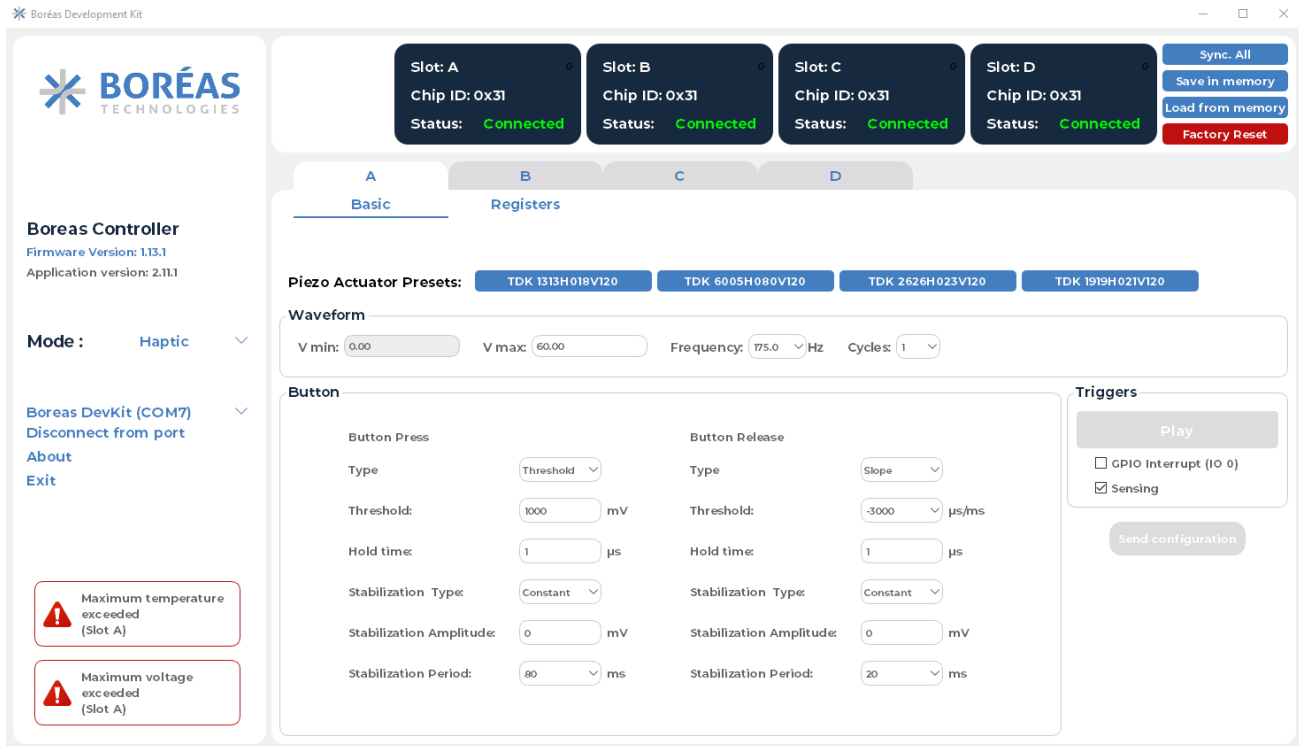 Boréas Development Kit
BORÉAS
TECHNOLOGIES
Boreas Controller
Firmware Version: 1.13.1
Application version: 2.11.1
Mode : Haptic
Boreas DevKit (COM7)
Disconnect from port
About
Exit
Maximum temperature
exceeded
(Slot A)
Maximum voltage
exceeded
(Slot A)
Slot: A
Chip ID: 0x31
Status: Connected
Slot: B
Chip ID: 0x31
Status: Connected
Slot: C
Chip ID: 0x31
Status: Connected
Slot: D
Chip ID: 0x31
Status: Connected
Sync. All
Save in memory
Load from memory
Factory Reset
A B C D
Basic Registers
Piezo Actuator Presets: TDK 1313H018V120 TDK 6005H080V120 TDK 2626H023V120 TDK 1919H021V120
Waveform
V min: 0.00 V max: 60.00 Frequency: 175.0 Hz Cycles: 1
Button
Button Press Button Release
Type Threshold Type Slope
Threshold: 1000 mV Threshold: -3000 µs/ms
Hold time: 1 µs Hold time: 1 µs
Stabilization Type: Constant Stabilization Type: Constant
Stabilization Amplitude: 0 mV Stabilization Amplitude: 0 mV
Stabilization Period: 80 ms Stabilization Period: 20 ms
Triggers
Play
GPIO Interrupt (IO 0)
Sensing
Send configuration